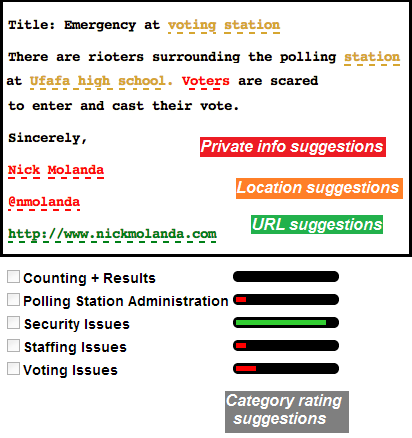 Title: Emergency at voting station
There are rioters surrounding the polling station
at Ufafa high school. Voters are scared
to enter and cast their vote.
Sincerely,
Private info suggestions
Nick Molanda
Location suggestions
@nmolanda
URL suggestions
http://www.nickmolanda.com
Counting + Results
Polling Station Administration
Security Issues
Staffing Issues
Voting Issues
Category rating
suggestions